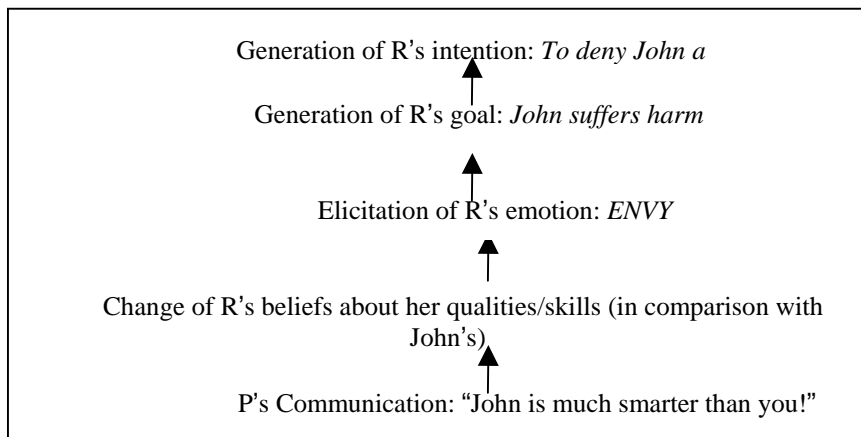 Generation of R’s intention: To deny John a
Generation of R’s goal: John suffers harm
Elicitation of R’s emotion: ENVY
Change of R’s beliefs about her qualities/skills (in comparison with
John’s)
P’s Communication: “John is much smarter than you!”